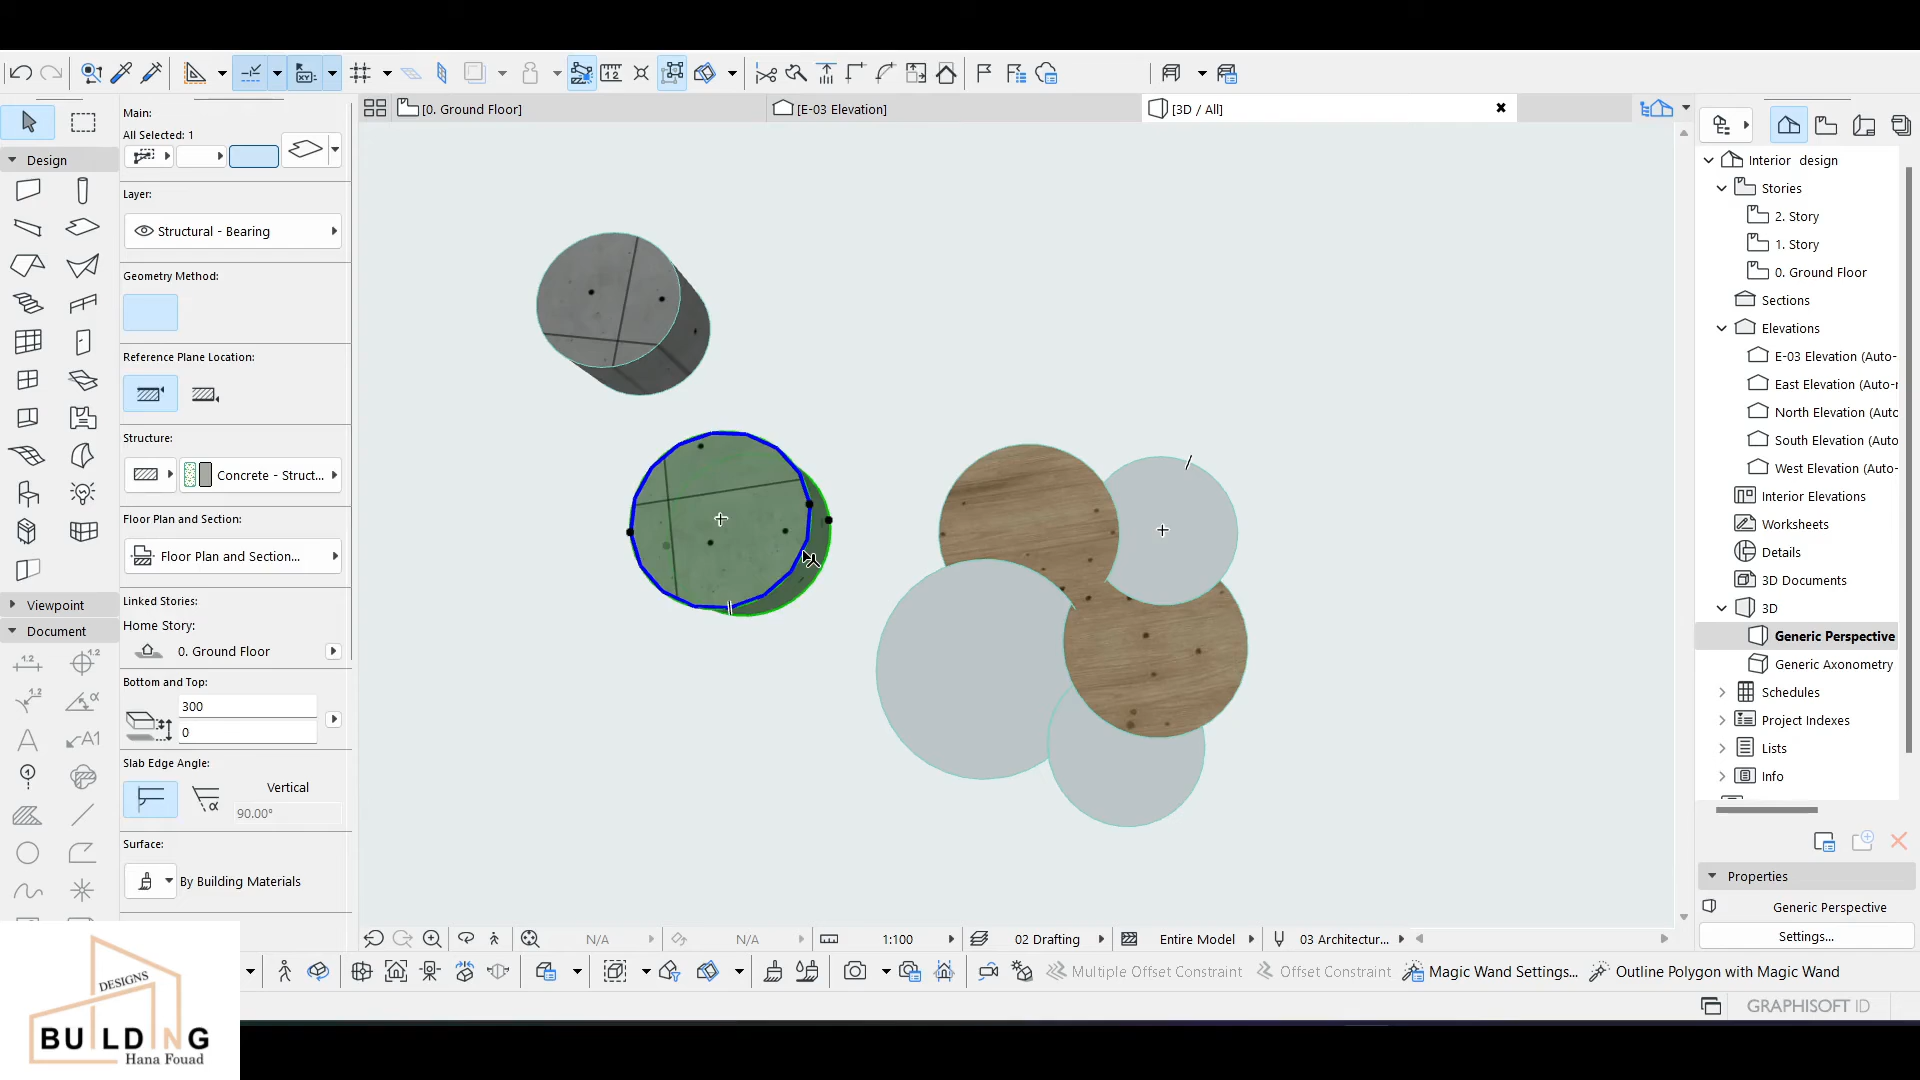 [0. Ground Floor]
[E-03 Elevation]
[3D / All]
Main:
All Selected: 1
Design
Layer:
Structural - Bearing
Geometry Method:
Reference Plane Location:
Structure:
Concrete - Struct...
Floor Plan and Section:
Floor Plan and Section...
Viewpoint
Linked Stories:
Document
Home Story:
0. Ground Floor
Bottom and Top:
300
0
Slab Edge Angle:
Vertical
90.00°
Surface:
By Building Materials
Interior design
Stories
2. Story
1. Story
0. Ground Floor
Sections
Elevations
E-03 Elevation (Auto-
East Elevation (Auto-r
North Elevation (Auto
South Elevation (Auto
West Elevation (Auto-
Interior Elevations
Worksheets
Details
3D Documents
3D
Generic Perspective
Generic Axonometry
Schedules
Project Indexes
Lists
Info
Properties
Generic Perspective
Settings...
N/A
N/A
1:100
02 Drafting
Entire Model
03 Architectur...
Multiple Offset Constraint
Offset Constraint
Magic Wand Settings...
Outline Polygon with Magic Wand
GRAPHISOFT ID
DESIGNS
BUILDING
Hana Fouad